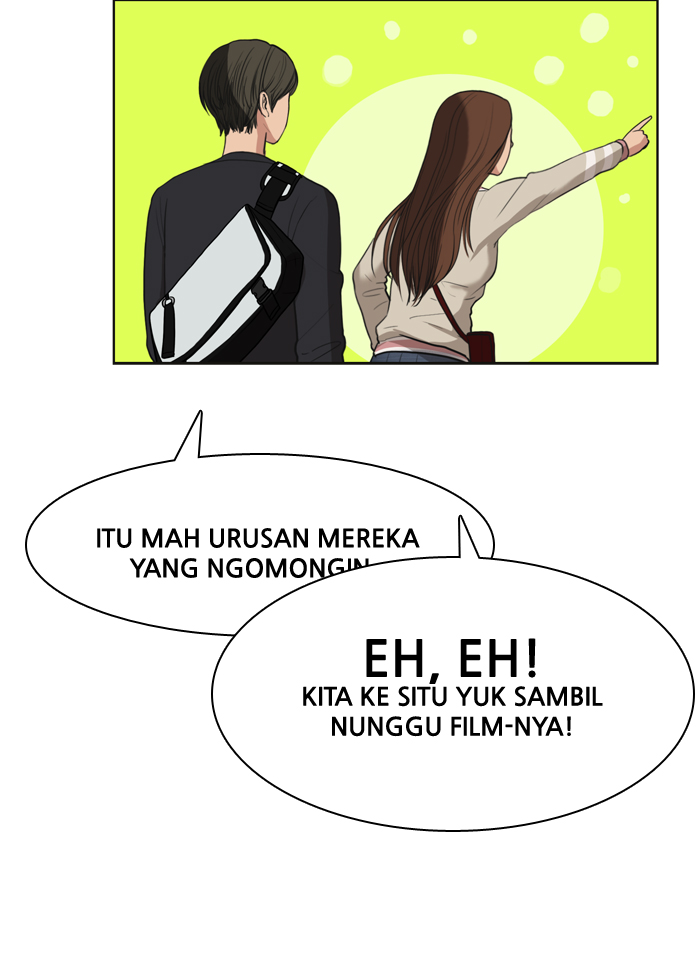 ITU MAH URUSAN MEREKA
YANG NGOMONGIN
EH, EH!
KITA KE SITU YUK SAMBIL
NUNGGU FILM-NYA!